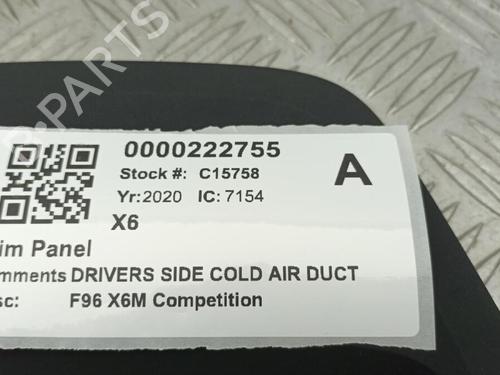 0000222755
Stock #: C15758
A
Yr:2020 IC: 7154
X6
im Panel
mments DRIVERS SIDE COLD AIR DUCT
sc: F96 X6M Competition